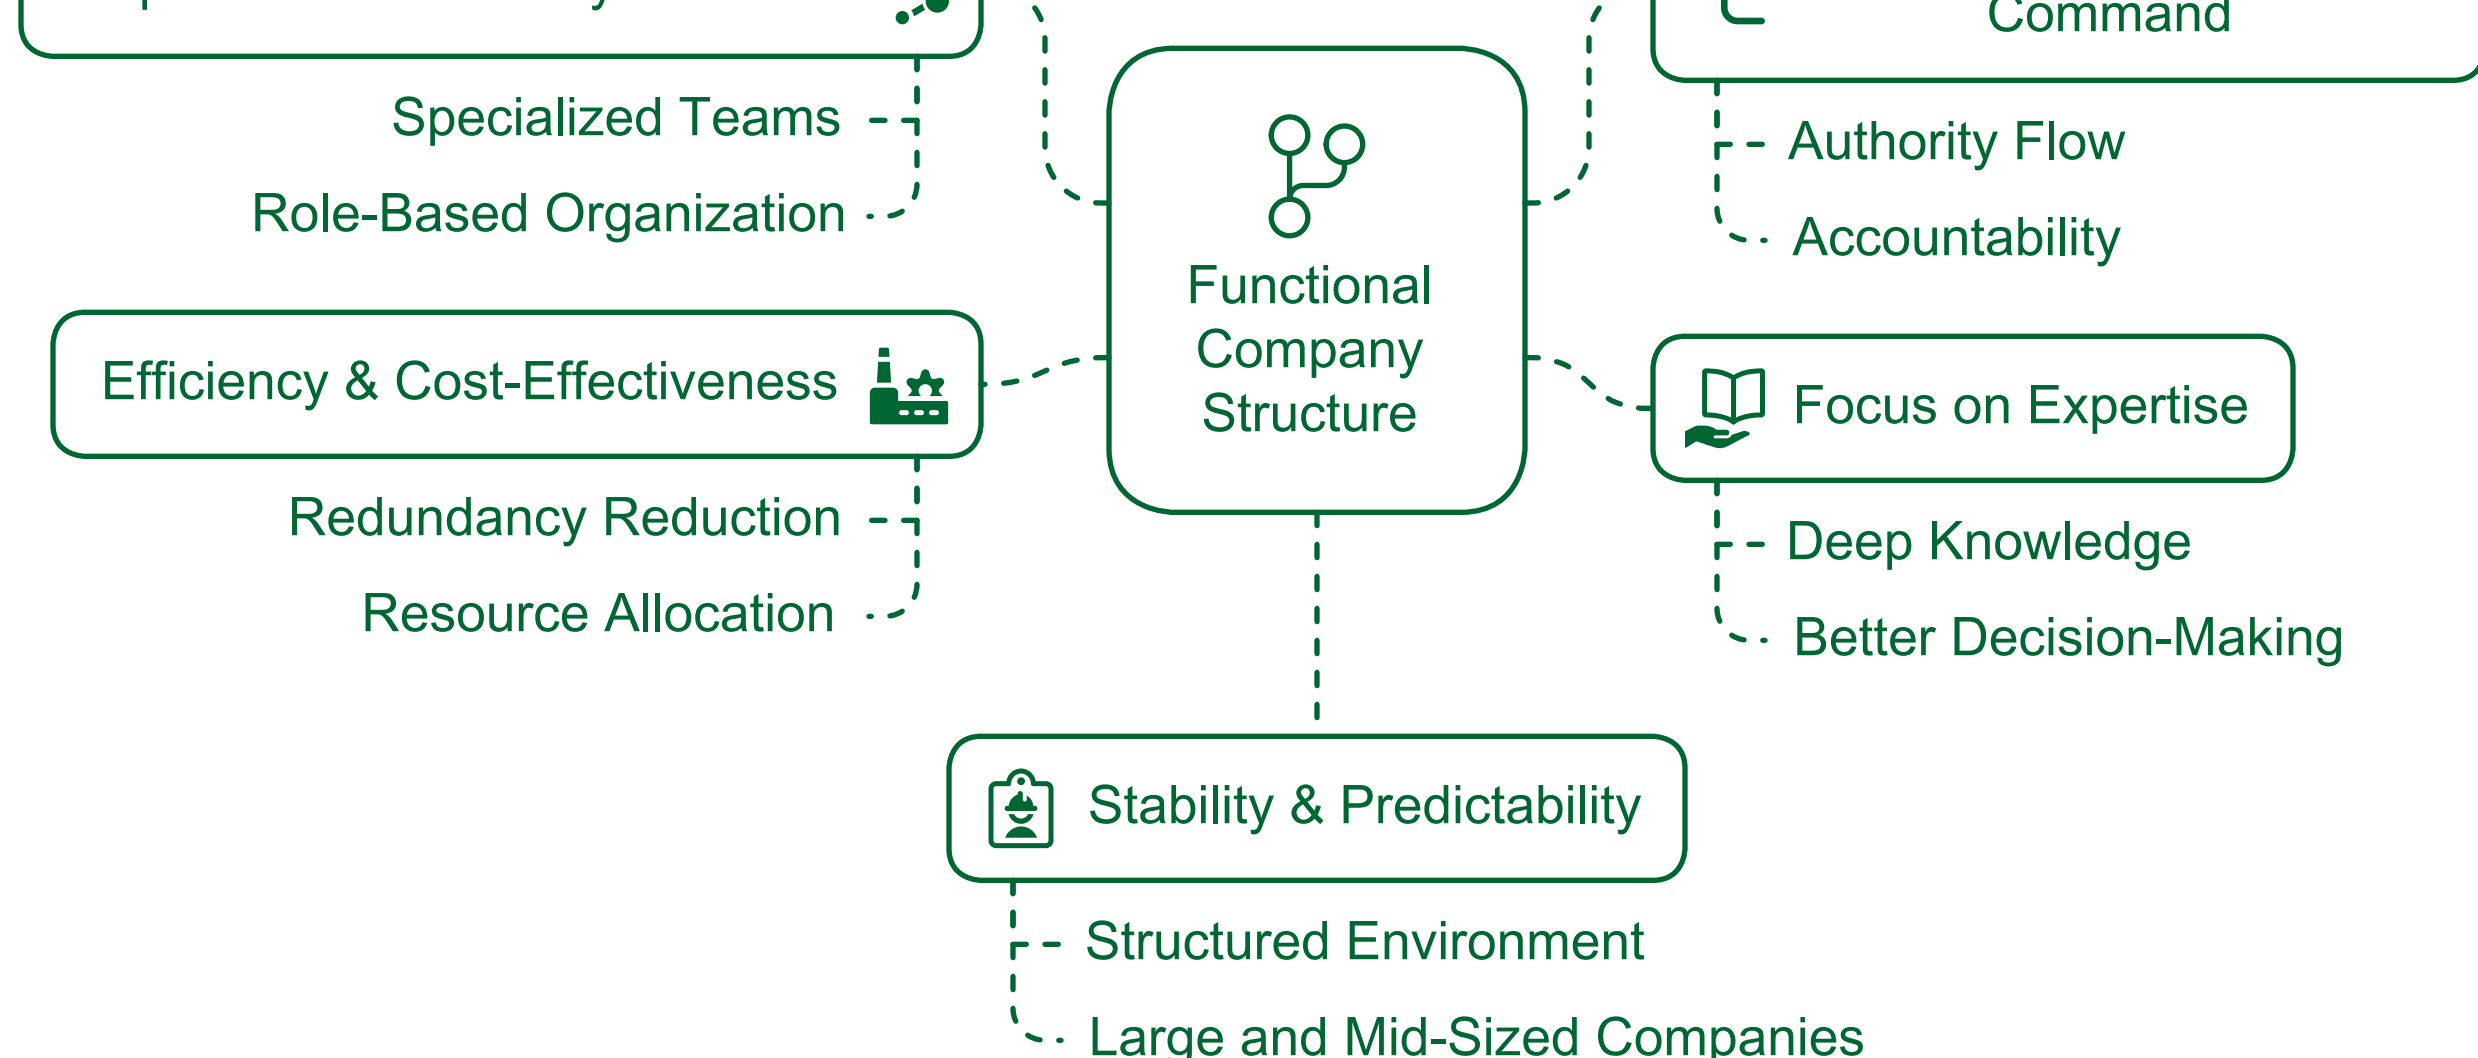 Command
Specialized Teams
Role-Based Organization
Authority Flow
Accountability
Functional
Company
Structure
Efficiency & Cost-Effectiveness
Focus on Expertise
Redundancy Reduction
Resource Allocation
Deep Knowledge
Better Decision-Making
Stability & Predictability
Structured Environment
Large and Mid-Sized Companies